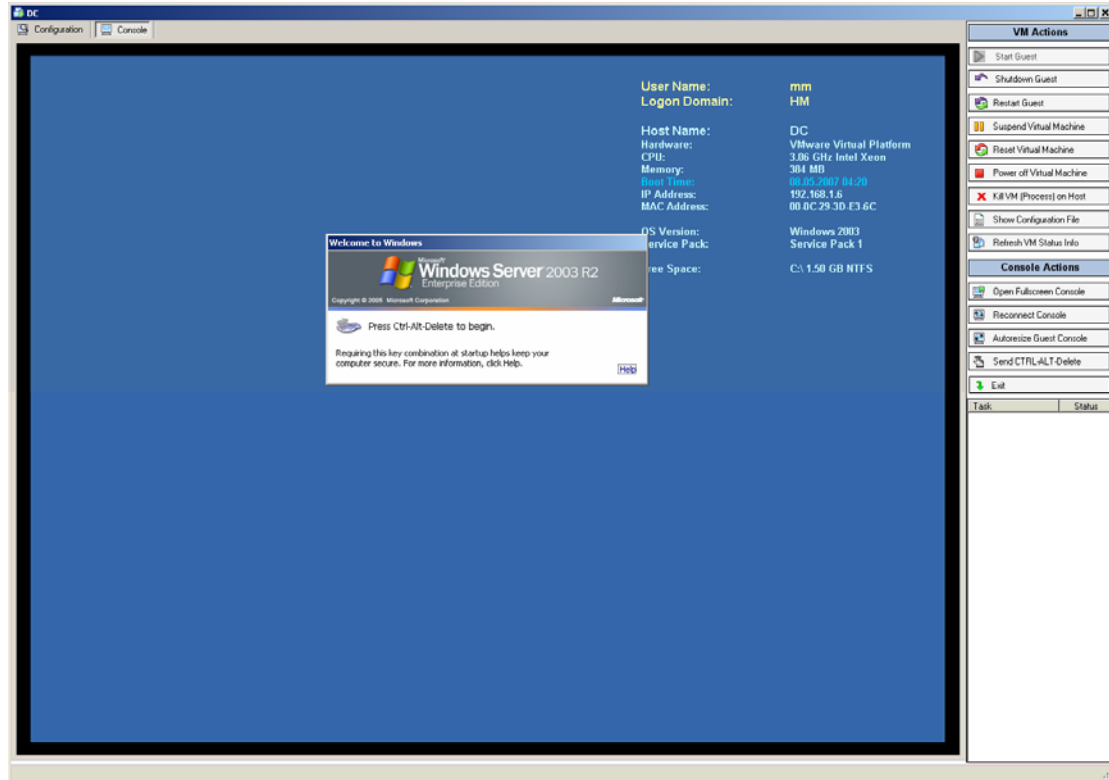 DC
Configuration
Console
User Name: mm
Logon Domain: HM
Host Name: DC
Hardware: VMware Virtual Platform
CPU: 3.06 GHz Intel Xeon
Memory: 384 MB
Boot Time: 08.05.2007 04:20
IP Address: 192.168.1.6
MAC Address: 00-0C-29-3D-E3-6C
OS Version: Windows 2003
ervice Pack: Service Pack 1
ree Space: C:\ 1.50 GB NTFS
Welcome to Windows
Microsoft
Windows Server 2003 R2
Enterprise Edition
Copyright © 2005 Microsoft Corporation
Microsoft
Press Ctrl-Alt-Delete to begin.
Requiring this key combination at startup helps keep your
computer secure. For more information, click Help.
Help
VM Actions
Start Guest
Shutdown Guest
Restart Guest
Suspend Virtual Machine
Reset Virtual Machine
Power off Virtual Machine
Kill VM (Process) on Host
Show Configuration File
Refresh VM Status Info
Console Actions
Open Fullscreen Console
Reconnect Console
Autoresize Guest Console
Send CTRL-ALT-Delete
Exit
Task Status